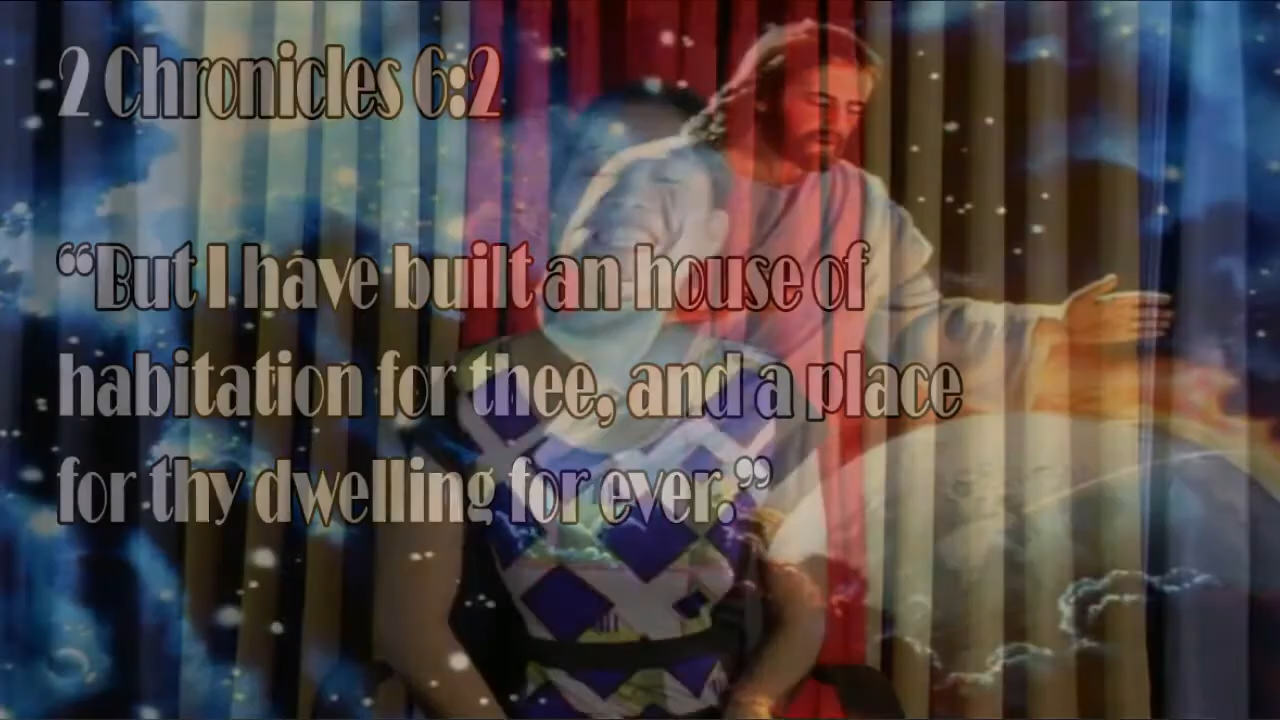 2 Chronicles 6:2
“But I have built an house of
habitation for thee, and a place
for thy dwelling for ever.”